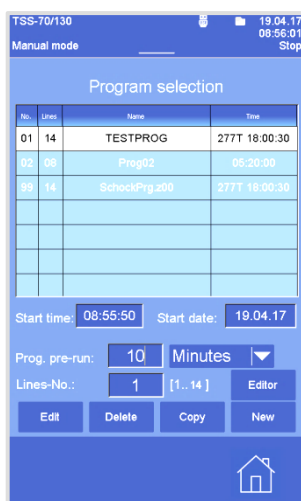 TSS-70/130 19.04.17
08:56:01
Manual mode Stop
Program selection
No. Lines Name Time
01 14 TESTPROG 277T 18:00:30
02 08 Prog02 05:20:00
99 14 SchockPrg.z00 277T 18:00:30
Start time: 08:55:50 Start date: 19.04.17
Prog. pre-run: 10 Minutes
Lines-No.: 1 [1..14 ] Editor
Edit Delete Copy New